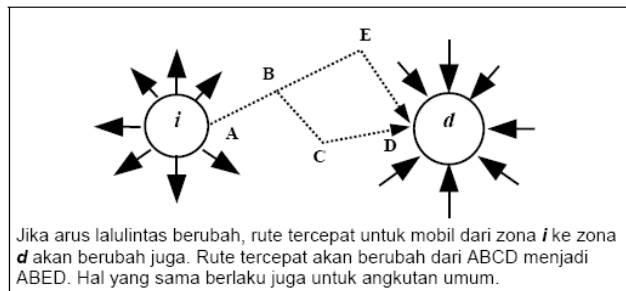 E
B
i
A
d
D
C
Jika arus lalulintas berubah, rute tercepat untuk mobil dari zona i ke zona
d akan berubah juga. Rute tercepat akan berubah dari ABCD menjadi
ABED. Hal yang sama berlaku juga untuk angkutan umum.